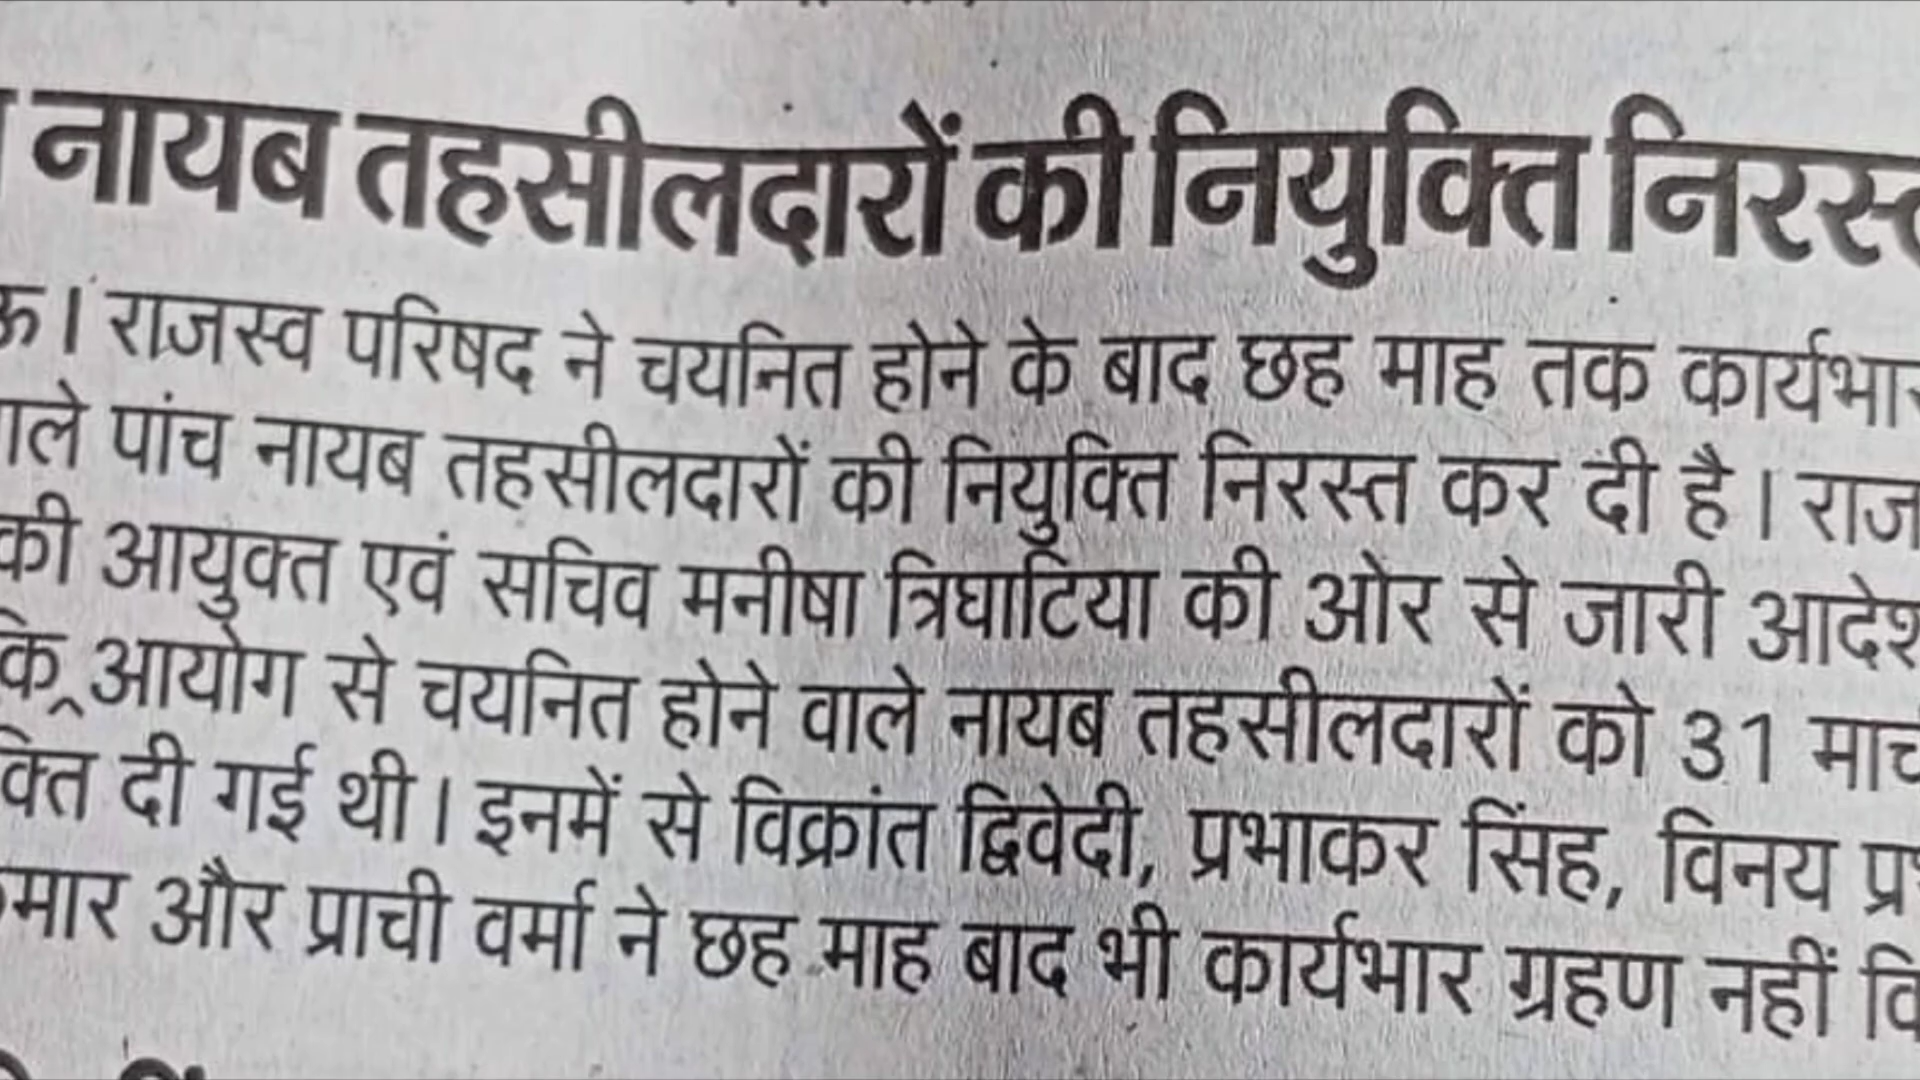 नायब तहसीलदारों की नियुक्ति निरस्त
। राजस्व परिषद ने चयनित होने के बाद छह माह तक कार्यभार
पांच नायब तहसीलदारों की नियुक्ति निरस्त कर दी है। राज
की आयुक्त एवं सचिव मनीषा त्रिघाटिया की ओर से जारी आदेश
कि आयोग से चयनित होने वाले नायब तहसीलदारों को 31 मार्च
क्ति दी गई थी। इनमें से विक्रांत द्विवेदी, प्रभाकर सिंह, विनय
मार और प्राची वर्मा ने छह माह बाद भी कार्यभार ग्रहण नहीं